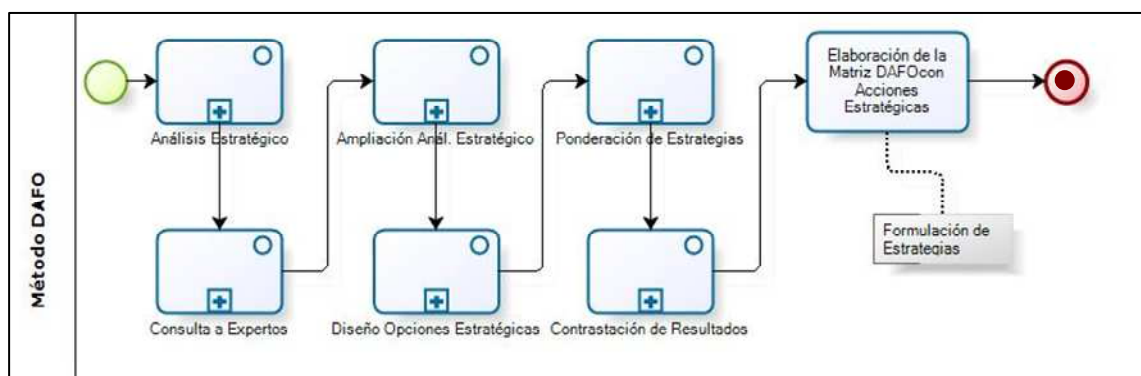 Método DAFO
Análisis Estratégico
Ampliación Anál. Estratégico
Ponderación de Estrategias
Elaboración de la
Matriz DAFOcon
Acciones
Estratégicas
Consulta a Expertos
Diseño Opciones Estratégicas
Contrastación de Resultados
Formulación de
Estrategias